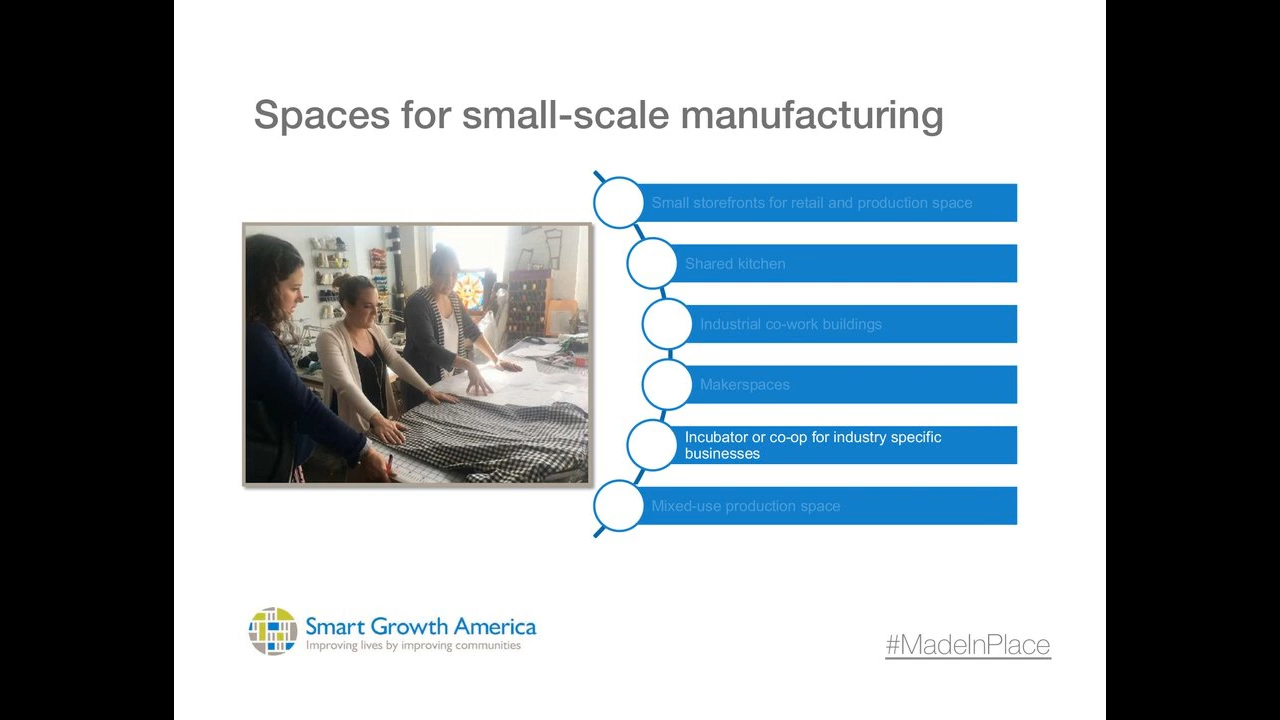 Spaces for small-scale manufacturing
Small storefronts for retail and production space
Shared kitchen
Industrial co-work buildings
Makerspaces
Incubator or co-op for industry specific
businesses
Mixed-use production space
Smart Growth America
Improving lives by improving communities
#MadeInPlace